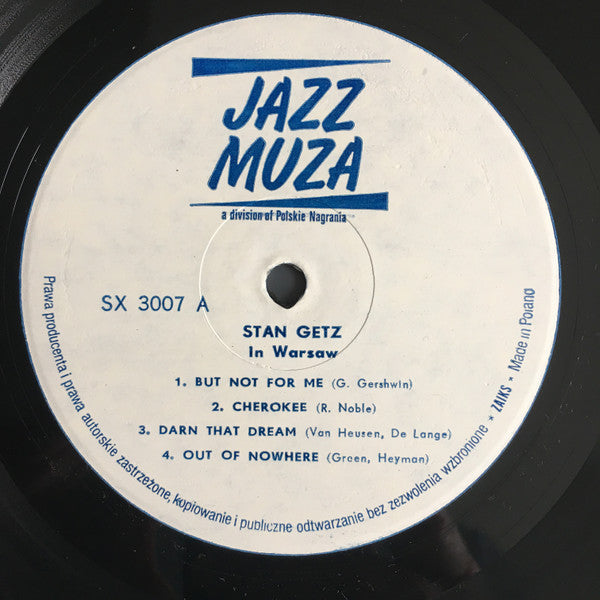 JAZZ
MUZA
a division of Polskie Nagrania
SX 3007 A
STAN GETZ
In Warsaw
1. BUT NOT FOR ME (G. Gershwin)
2. CHEROKEE (R. Noble)
3. DARN THAT DREAM (Van Heusen, De Lange)
4. OUT OF NOWHERE (Green, Heyman)
Prawa producenta i prawa autorskie zastrzeżone, kopiowanie i publiczne odtwarzanie bez zezwolenia wzbronione * ZAIKS * Made in Poland